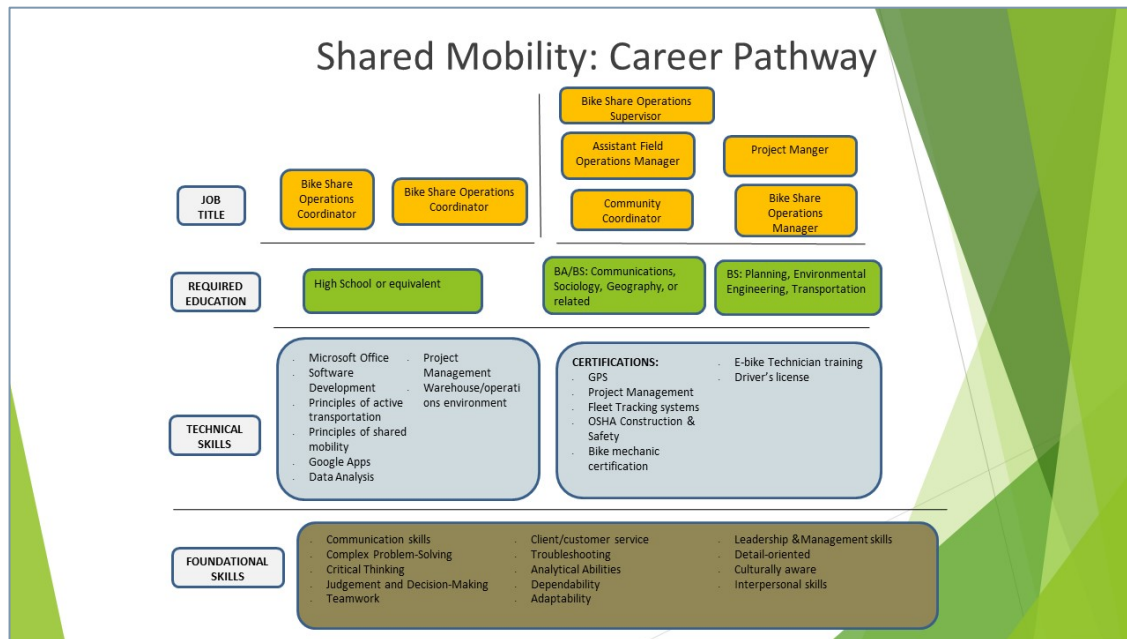 Shared Mobility: Career Pathway
JOB
TITLE
Bike Share
Operations
Coordinator
Bike Share Operations
Coordinator
Bike Share Operations
Supervisor
Assistant Field
Operations Manager
Community
Coordinator
Project Manger
Bike Share
Operations
Manager
REQUIRED
EDUCATION
High School or equivalent
BA/BS: Communications,
Sociology, Geography, or
related
BS: Planning, Environmental
Engineering, Transportation
TECHNICAL
SKILLS
Microsoft Office
Software
Development
Principles of active
transportation
Principles of shared
mobility
Google Apps
Data Analysis
Project
Management
Warehouse/operati
ons environment
CERTIFICATIONS:
GPS
Project Management
Fleet Tracking systems
OSHA Construction &
Safety
Bike mechanic
certification
E-bike Technician training
Driver's license
FOUNDATIONAL
SKILLS
Communication skills
Complex Problem-Solving
Critical Thinking
Judgement and Decision-Making
Teamwork
Client/customer service
Troubleshooting
Analytical Abilities
Dependability
Adaptability
Leadership &Management skills
Detail-oriented
Culturally aware
Interpersonal skills